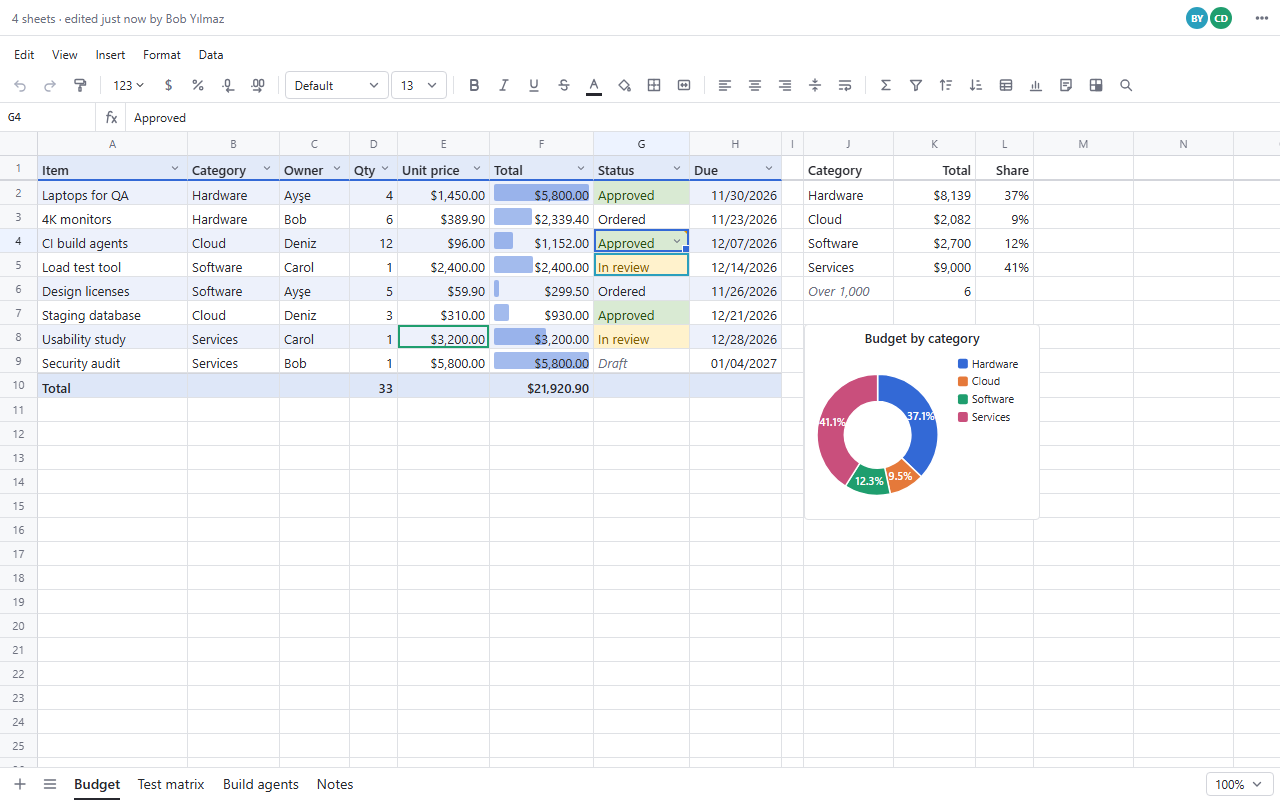 4 sheets · edited just now by Bob Yılmaz
BY CD
Edit View Insert Format Data
123 $ % .0 .00 Default 13 B I U S A Σ
G4 fx Approved
A B C D E F G H I J K L M N
1 Item Category Owner Qty Unit price Total Status Due Category Total Share
2 Laptops for QA Hardware Ayşe 4 $1,450.00 $5,800.00 Approved 11/30/2026 Hardware $8,139 37%
3 4K monitors Hardware Bob 6 $389.90 $2,339.40 Ordered 11/23/2026 Cloud $2,082 9%
4 CI build agents Cloud Deniz 12 $96.00 $1,152.00 Approved 12/07/2026 Software $2,700 12%
5 Load test tool Software Carol 1 $2,400.00 $2,400.00 In review 12/14/2026 Services $9,000 41%
6 Design licenses Software Ayşe 5 $59.90 $299.50 Ordered 11/26/2026 Over 1,000 6
7 Staging database Cloud Deniz 3 $310.00 $930.00 Approved 12/21/2026
8 Usability study Services Carol 1 $3,200.00 $3,200.00 In review 12/28/2026
9 Security audit Services Bob 1 $5,800.00 $5,800.00 Draft 01/04/2027
10 Total 33 $21,920.90
11
12
13
14
15
16
17
18
19
20
21
22
23
24
25
Budget by category
Hardware
Cloud
Software
Services
37.1%
41.1%
9.5%
12.3%
Budget Test matrix Build agents Notes 100%